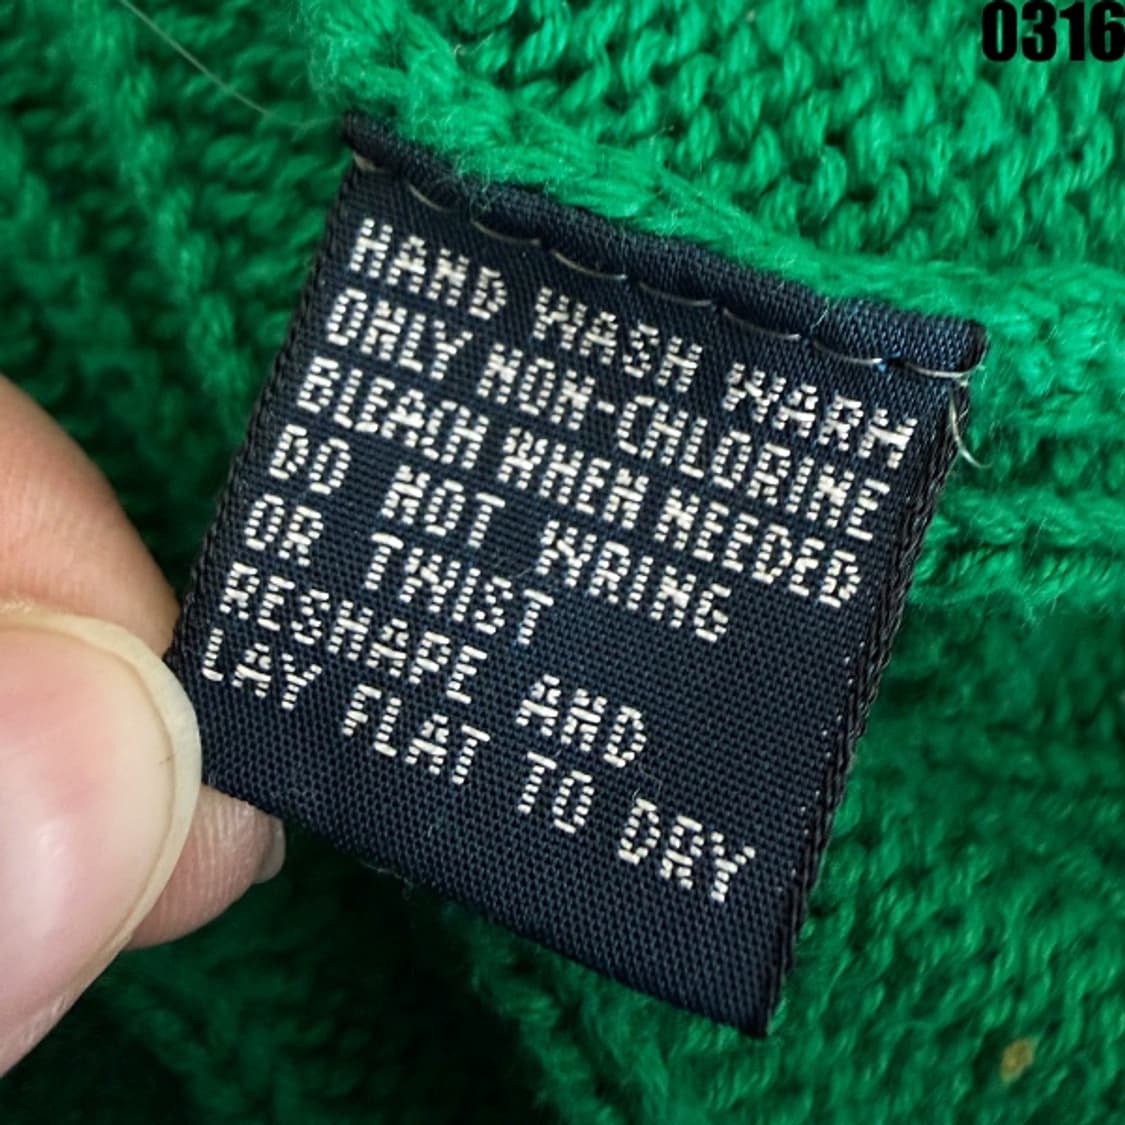 0316
HAND WASH WARM
ONLY NON-CHLORINE
BLEACH WHEN NEEDED
DO NOT WRING
OR TWIST
RESHAPE AND
LAY FLAT TO DRY